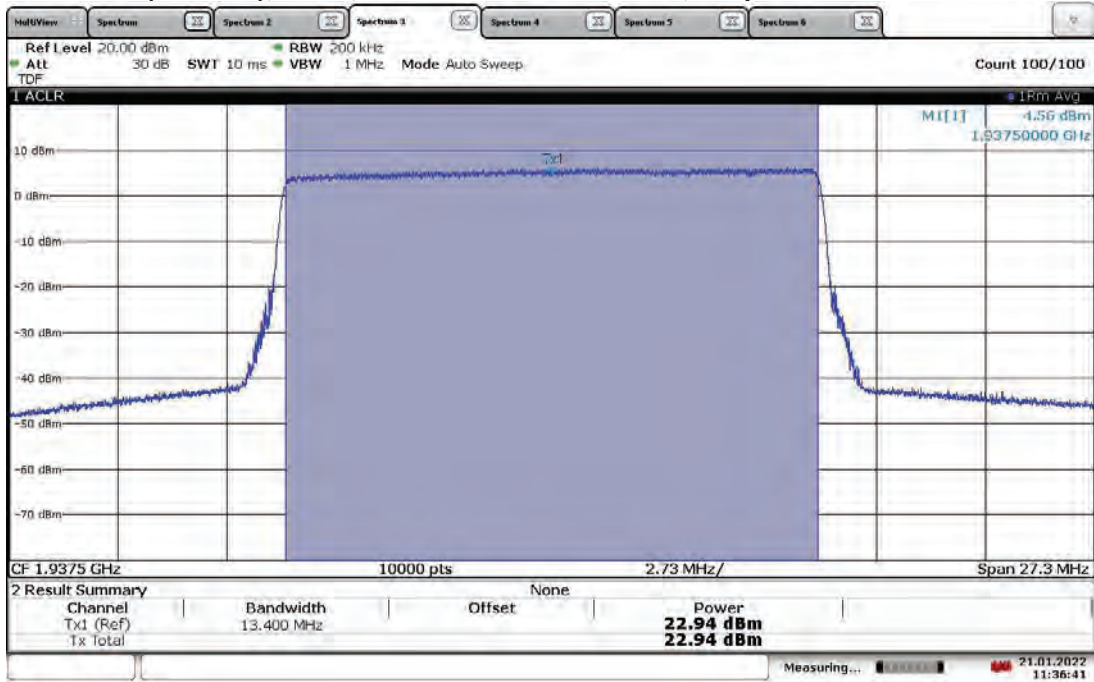 MultiView Spectrum Spectrum 2 Spectrum 3 Spectrum 4 Spectrum 5 Spectrum 6
Ref Level 20.00 dBm RBW 200 kHz
Att 30 dB SWT 10 ms VBW 1 MHz Mode Auto Sweep Count 100/100
TDF
1 ACLR 1Rm Avg
M1[1] 4.56 dBm
1.93750000 GHz
10 dBm
Tx1
0 dBm
-10 dBm
-20 dBm
-30 dBm
-40 dBm
-50 dBm
-60 dBm
-70 dBm
CF 1.9375 GHz 10000 pts 2.73 MHz/ Span 27.3 MHz
2 Result Summary None
Channel Bandwidth Offset Power
Tx1 (Ref) 13.400 MHz 22.94 dBm
Tx Total 22.94 dBm
Measuring... 21.01.2022
11:36:41